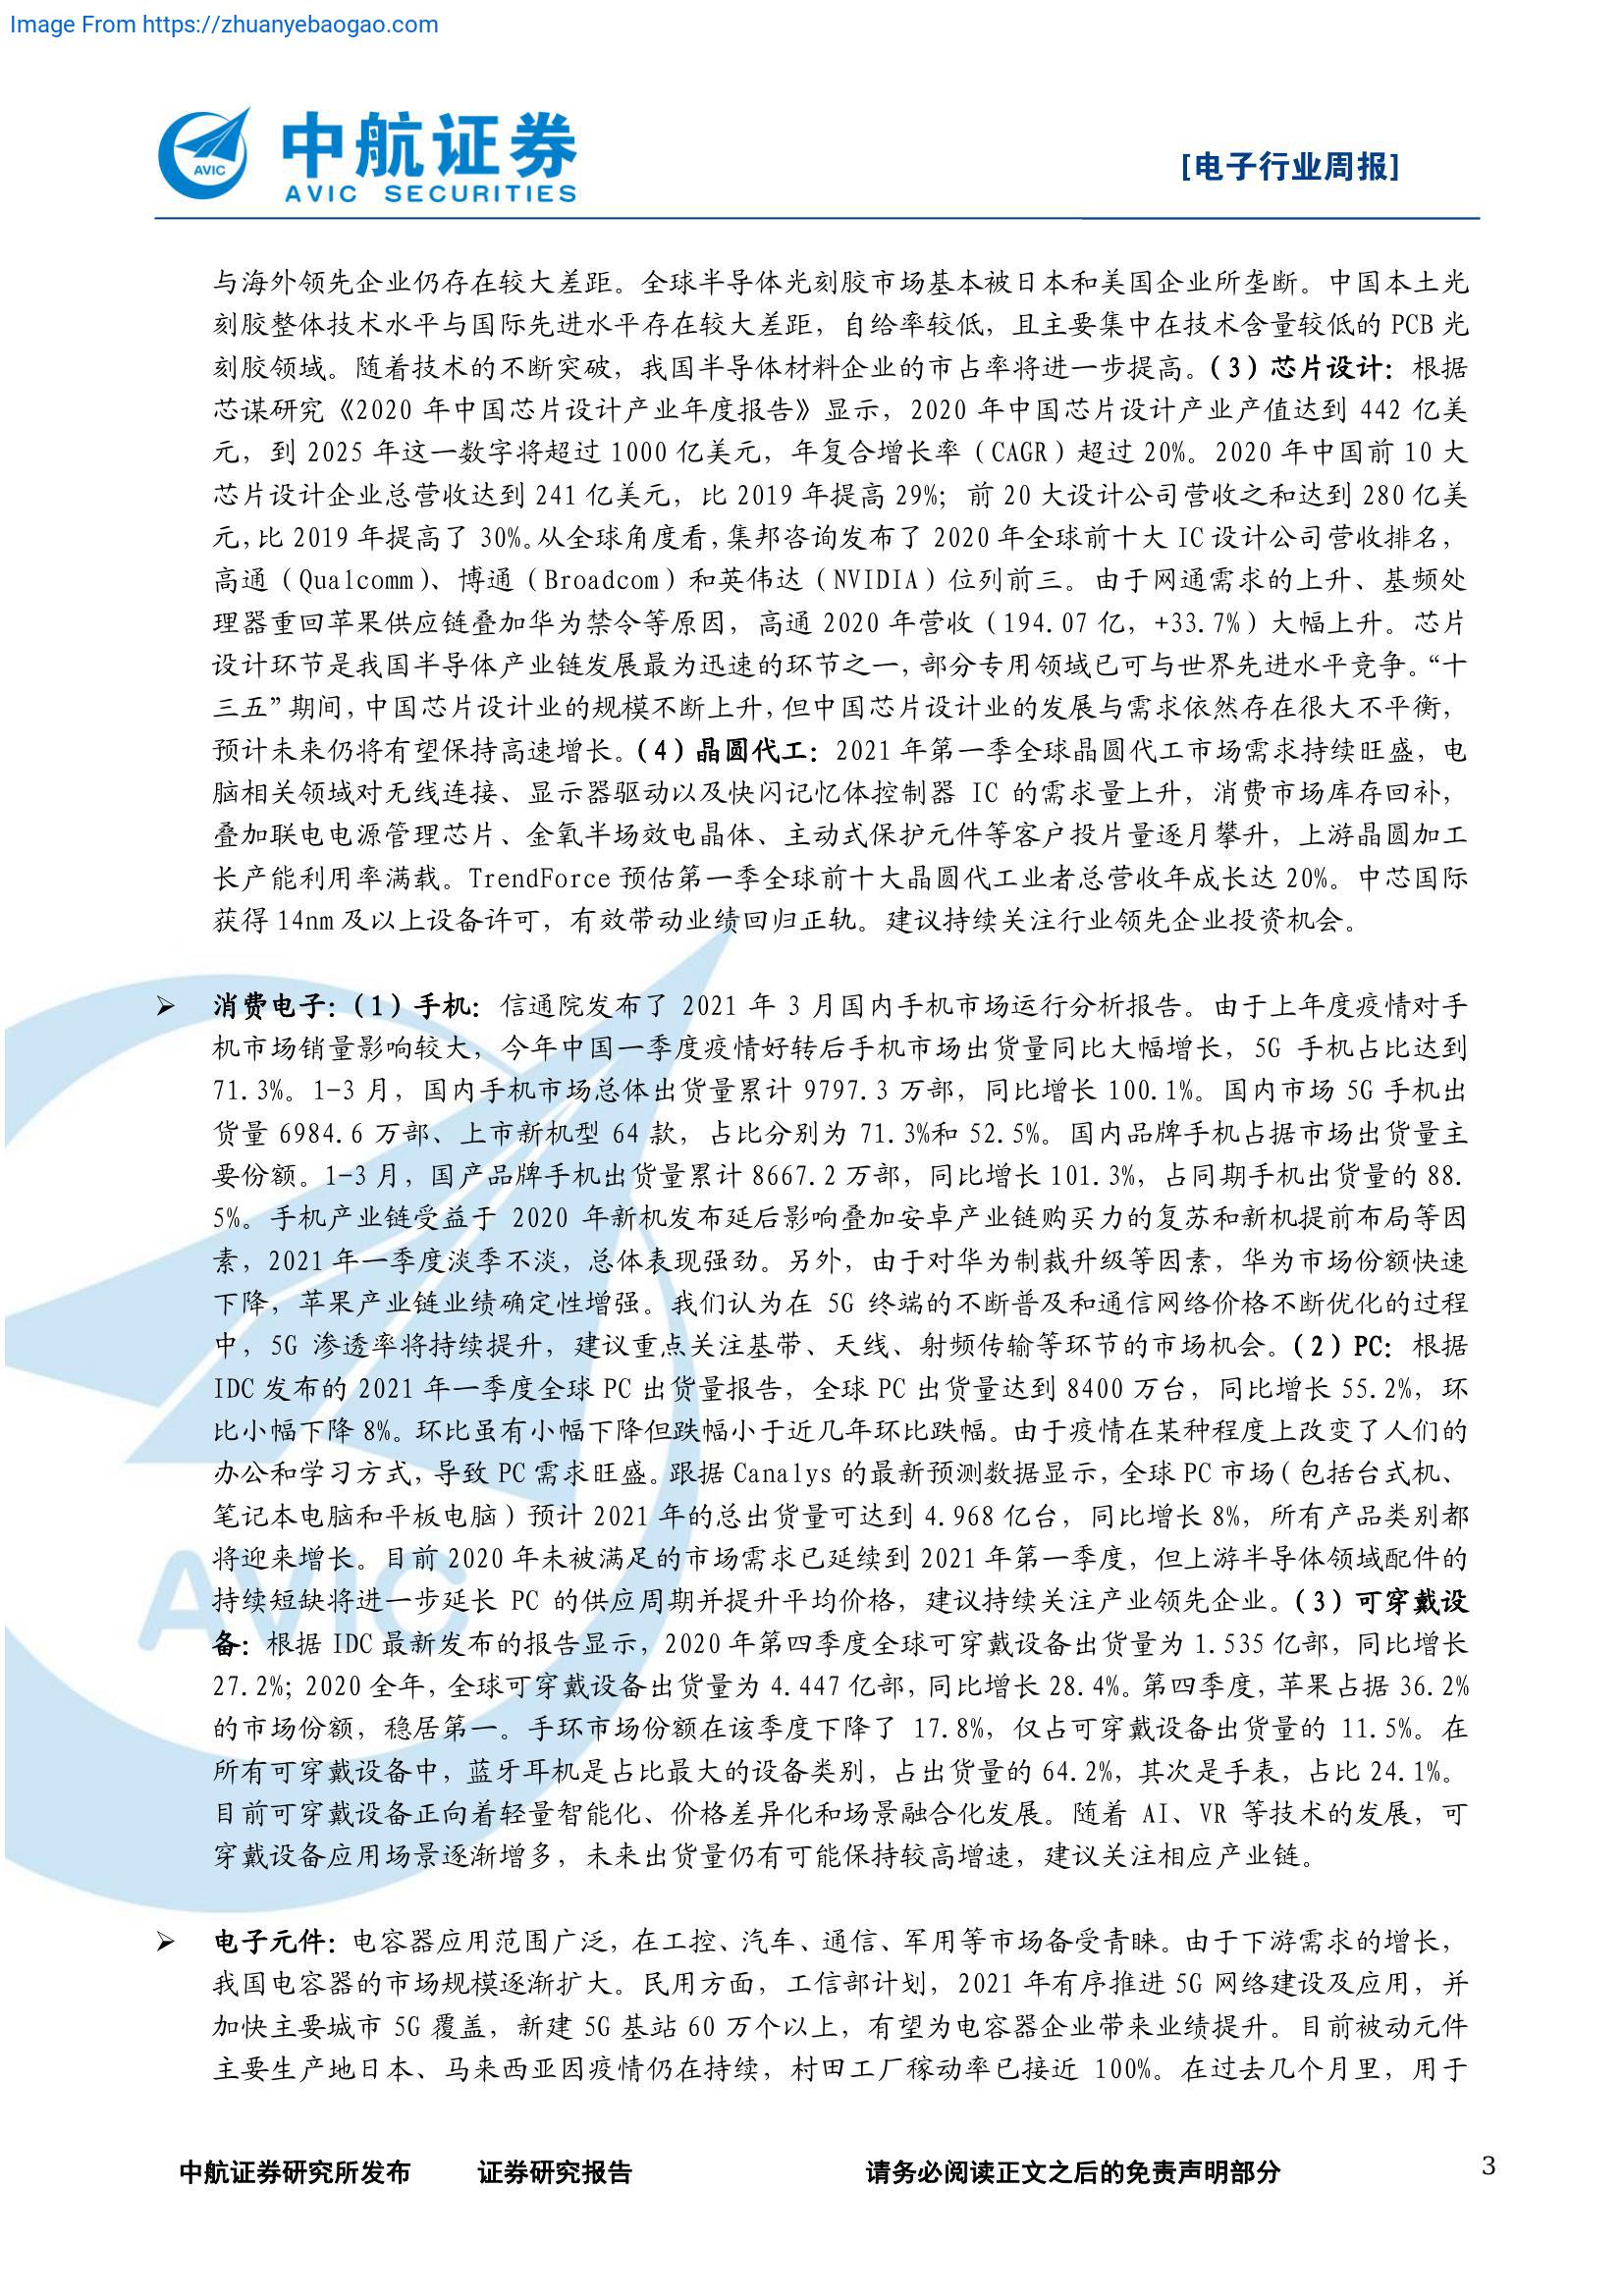 Image From https://zhuanyebaogao.com
AVIC
中航证券
AVIC SECURITIES
[电子行业周报]
与海外领先企业仍存在较大差距。全球半导体光刻胶市场基本被日本和美国企业所垄断。中国本土光
刻胶整体技术水平与国际先进水平存在较大差距，自给率较低，且主要集中在技术含量较低的 PCB 光
刻胶领域。随着技术的不断突破，我国半导体材料企业的市占率将进一步提高。（3）芯片设计：根据
芯谋研究《2020 年中国芯片设计产业年度报告》显示，2020 年中国芯片设计产业产值达到 442 亿美
元，到 2025 年这一数字将超过 1000 亿美元，年复合增长率（CAGR）超过 20%。2020 年中国前 10 大
芯片设计企业总营收达到 241 亿美元，比 2019 年提高 29%；前 20 大设计公司营收之和达到 280 亿美
元，比 2019 年提高了 30%。从全球角度看，集邦咨询发布了 2020 年全球前十大 IC 设计公司营收排名，
高通（Qualcomm）、博通（Broadcom）和英伟达（NVIDIA）位列前三。由于网通需求的上升、基频处
理器重回苹果供应链叠加华为禁令等原因，高通 2020 年营收（194.07 亿，+33.7%）大幅上升。芯片
设计环节是我国半导体产业链发展最为迅速的环节之一，部分专用领域已可与世界先进水平竞争。“十
三五”期间，中国芯片设计业的规模不断上升，但中国芯片设计业的发展与需求依然存在很大不平衡，
预计未来仍将有望保持高速增长。（4）晶圆代工：2021 年第一季全球晶圆代工市场需求持续旺盛，电
脑相关领域对无线连接、显示器驱动以及快闪记忆体控制器 IC 的需求量上升，消费市场库存回补，
叠加联电电源管理芯片、金氧半场效电晶体、主动式保护元件等客户投片量逐月攀升，上游晶圆加工
长产能利用率满载。TrendForce 预估第一季全球前十大晶圆代工业者总营收年成长达 20%。中芯国际
获得 14nm 及以上设备许可，有效带动业绩回归正轨。建议持续关注行业领先企业投资机会。
➢ 消费电子：（1）手机：信通院发布了 2021 年 3 月国内手机市场运行分析报告。由于上年度疫情对手
机市场销量影响较大，今年中国一季度疫情好转后手机市场出货量同比大幅增长，5G 手机占比达到
71.3%。1-3 月，国内手机市场总体出货量累计 9797.3 万部，同比增长 100.1%。国内市场 5G 手机出
货量 6984.6 万部、上市新机型 64 款，占比分别为 71.3%和 52.5%。国内品牌手机占据市场出货量主
要份额。1-3 月，国产品牌手机出货量累计 8667.2 万部，同比增长 101.3%，占同期手机出货量的 88.
5%。手机产业链受益于 2020 年新机发布延后影响叠加安卓产业链购买力的复苏和新机提前布局等因
素，2021 年一季度淡季不淡，总体表现强劲。另外，由于对华为制裁升级等因素，华为市场份额快速
下降，苹果产业链业绩确定性增强。我们认为在 5G 终端的不断普及和通信网络价格不断优化的过程
中，5G 渗透率将持续提升，建议重点关注基带、天线、射频传输等环节的市场机会。（2）PC：根据
IDC 发布的 2021 年一季度全球 PC 出货量报告，全球 PC 出货量达到 8400 万台，同比增长 55.2%，环
比小幅下降 8%。环比虽有小幅下降但跌幅小于近几年环比跌幅。由于疫情在某种程度上改变了人们的
办公和学习方式，导致 PC 需求旺盛。跟据 Canalys 的最新预测数据显示，全球 PC 市场（包括台式机、
笔记本电脑和平板电脑）预计 2021 年的总出货量可达到 4.968 亿台，同比增长 8%，所有产品类别都
将迎来增长。目前 2020 年未被满足的市场需求已延续到 2021 年第一季度，但上游半导体领域配件的
持续短缺将进一步延长 PC 的供应周期并提升平均价格，建议持续关注产业领先企业。（3）可穿戴设
备：根据 IDC 最新发布的报告显示，2020 年第四季度全球可穿戴设备出货量为 1.535 亿部，同比增长
27.2%；2020 全年，全球可穿戴设备出货量为 4.447 亿部，同比增长 28.4%。第四季度，苹果占据 36.2%
的市场份额，稳居第一。手环市场份额在该季度下降了 17.8%，仅占可穿戴设备出货量的 11.5%。在
所有可穿戴设备中，蓝牙耳机是占比最大的设备类别，占出货量的 64.2%，其次是手表，占比 24.1%。
目前可穿戴设备正向着轻量智能化、价格差异化和场景融合化发展。随着 AI、VR 等技术的发展，可
穿戴设备应用场景逐渐增多，未来出货量仍有可能保持较高增速，建议关注相应产业链。
➢ 电子元件：电容器应用范围广泛，在工控、汽车、通信、军用等市场备受青睐。由于下游需求的增长，
我国电容器的市场规模逐渐扩大。民用方面，工信部计划，2021 年有序推进 5G 网络建设及应用，并
加快主要城市 5G 覆盖，新建 5G 基站 60 万个以上，有望为电容器企业带来业绩提升。目前被动元件
主要生产地日本、马来西亚因疫情仍在持续，村田工厂稼动率已接近 100%。在过去几个月里，用于
AVIC
中航证券研究所发布 证券研究报告 请务必阅读正文之后的免责声明部分 3